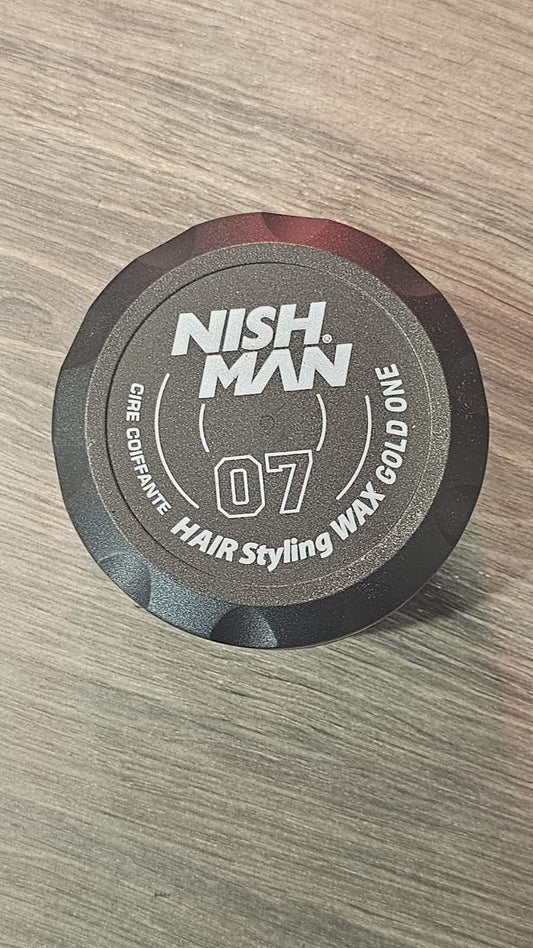 NISH
MAN®
07
CIRE COIFFANTE
HAIR Styling WAX GOLD ONE